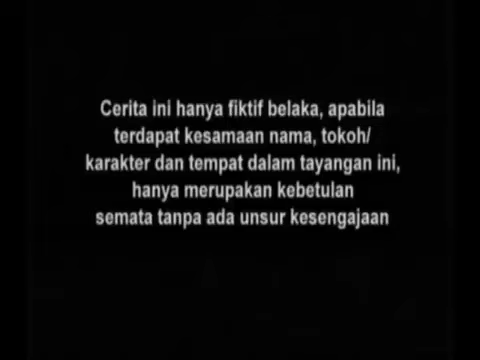 Cerita ini hanya fiktif belaka, apabila
terdapat kesamaan nama, tokoh/
karakter dan tempat dalam tayangan ini,
hanya merupakan kebetulan
semata tanpa ada unsur kesengajaan